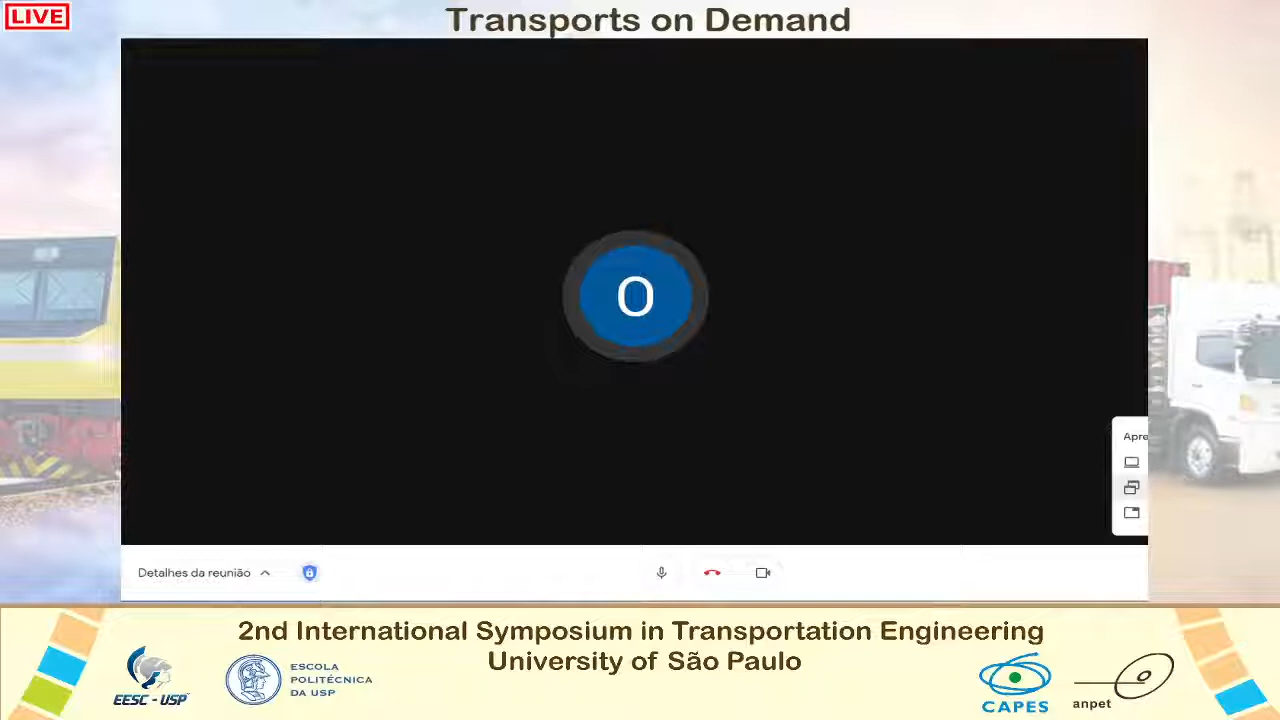 LIVE
Transports on Demand
O
Apre
Detalhes da reunião
2nd International Symposium in Transportation Engineering
University of São Paulo
EESC - USP
ESCOLA
POLITÉCNICA
DA USP
CAPES
anpet